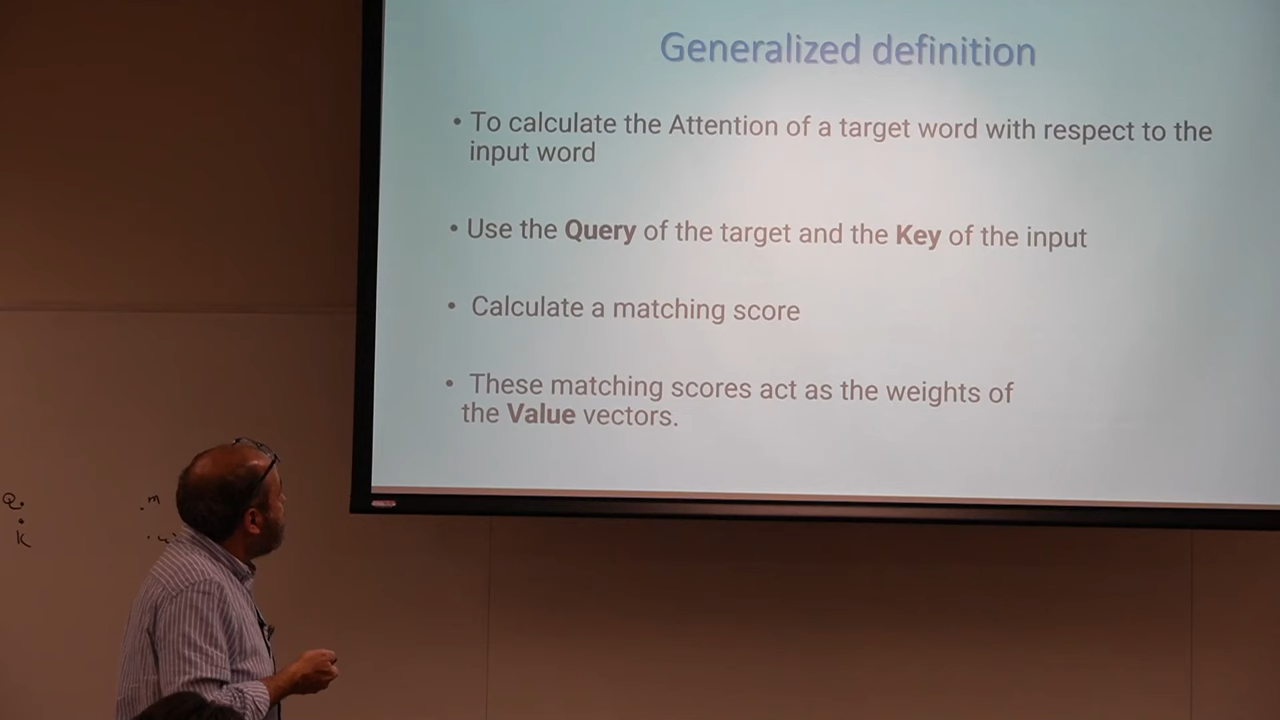 Generalized definition
• To calculate the Attention of a target word with respect to the
input word
• Use the Query of the target and the Key of the input
• Calculate a matching score
• These matching scores act as the weights of
the Value vectors.
Q
m
K